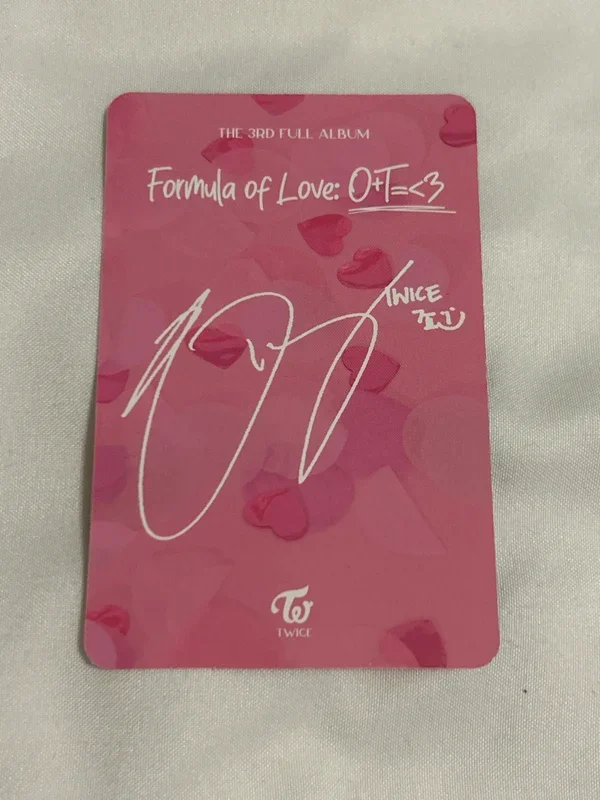 THE 3RD FULL ALBUM
Formula of Love: O+T=<3
TWICE
TWICE